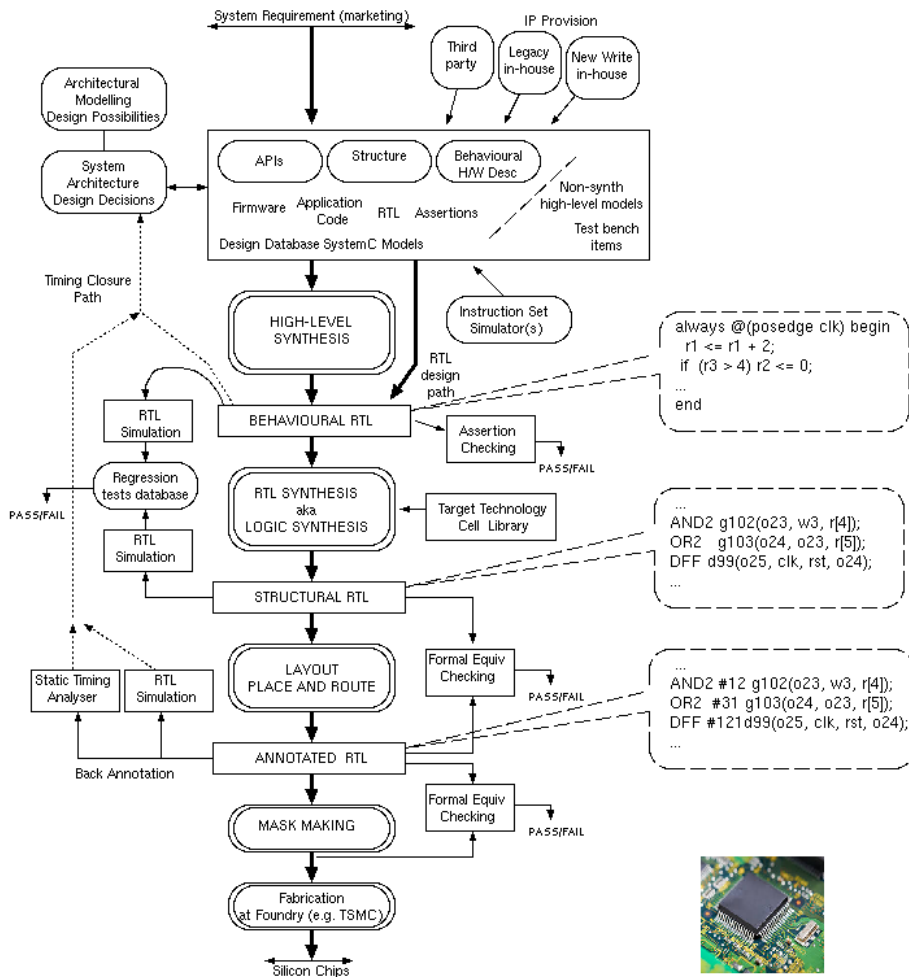 System Requirement (marketing)
IP Provision
Third
party
Legacy
in-house
New Write
in-house
Architectural
Modelling
Design Possibilities
System
Architecture
Design Decisions
APIs
Structure
Behavioural
H/W Desc
Non-synth
high-level models
Firmware
Application
Code
RTL
Assertions
Test bench
items
Design Database SystemC Models
Timing Closure
Path
HIGH-LEVEL
SYNTHESIS
Instruction Set
Simulator(s)
RTL
design
path
always @(posedge clk) begin
r1 <= r1 + 2;
if (r3 > 4) r2 <= 0;
...
end
RTL
Simulation
BEHAVIOURAL RTL
Assertion
Checking
PASS/FAIL
Regression
tests database
PASS/FAIL
RTL SYNTHESIS
aka
LOGIC SYNTHESIS
Target Technology
Cell Library
...
AND2 g102(o23, w3, r[4]);
OR2 g103(o24, o23, r[5]);
DFF d99(o25, clk, rst, o24);
...
RTL
Simulation
STRUCTURAL RTL
LAYOUT
PLACE AND ROUTE
Formal Equiv
Checking
PASS/FAIL
Static Timing
Analyser
RTL
Simulation
...
AND2 #12 g102(o23, w3, r[4]);
OR2 #31 g103(o24, o23, r[5]);
DFF #121d99(o25, clk, rst, o24);
...
Back Annotation
ANNOTATED RTL
MASK MAKING
Formal Equiv
Checking
PASS/FAIL
Fabrication
at Foundry (e.g. TSMC)
Silicon Chips